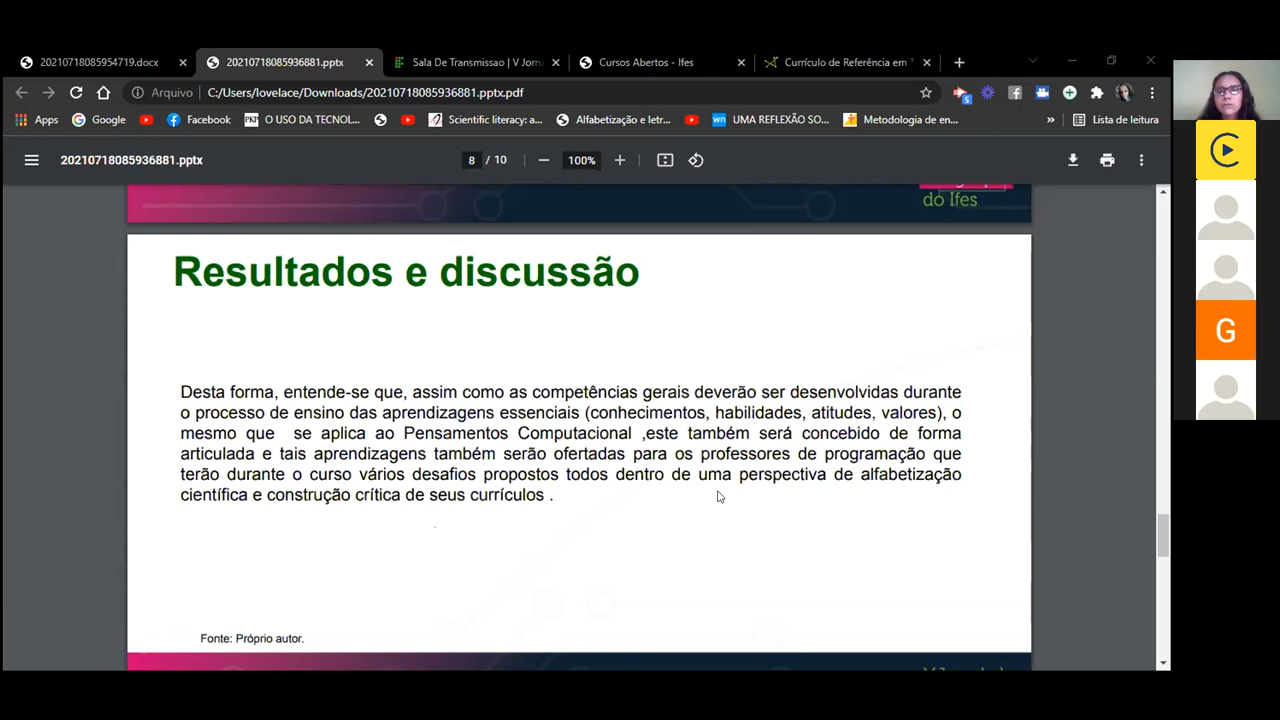 20210718085954719.docx
20210718085936881.pptx
Sala De Transmissao | V Jorna
Cursos Abertos - Ifes
Currículo de Referência em
Arquivo
C:/Users/lovelace/Downloads/20210718085936881.pptx.pdf
5
Apps
Google
Facebook
PKP
O USO DA TECNOL...
Scientific literacy: a...
Alfabetização e letr...
wn
UMA REFLEXÃO SO...
Metodologia de en...
»
Lista de leitura
20210718085936881.pptx
8 / 10
100%
do Ifes
Resultados e discussão
Desta forma, entende-se que, assim como as competências gerais deverão ser desenvolvidas durante
o processo de ensino das aprendizagens essenciais (conhecimentos, habilidades, atitudes, valores), o
mesmo que se aplica ao Pensamentos Computacional ,este também será concebido de forma
articulada e tais aprendizagens também serão ofertadas para os professores de programação que
terão durante o curso vários desafios propostos todos dentro de uma perspectiva de alfabetização
científica e construção crítica de seus currículos .
Fonte: Próprio autor.
G